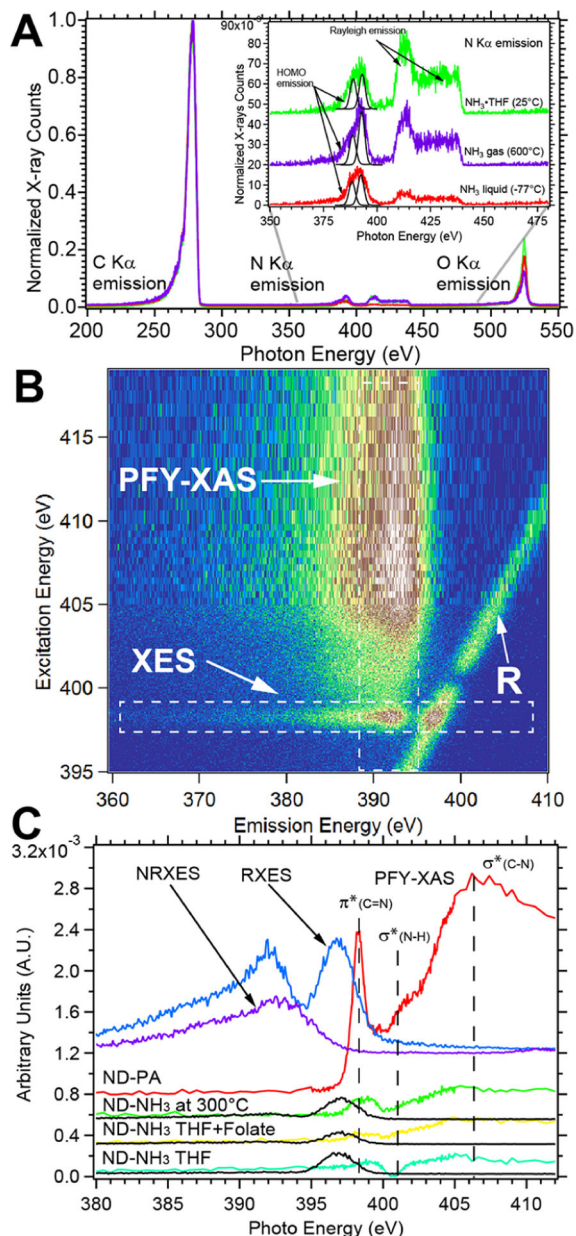 A
Normalized X-ray Counts
1.0
0.8
0.6
0.4
0.2
0.0
C Kα
emission
N Kα
emission
O Kα
emission
200 250 300 350 400 450 500 550
Photon Energy (eV)
Normalized X-rays Counts
80
70
60
50
40
30
20
10
0
Rayleigh emission
N Kα emission
HOMO
emission
NH₃•THF (25°C)
NH₃ gas (600°C)
NH₃ liquid (-77°C)
350 375 400 425 450 475
Photon Energy (eV)
B
Excitation Energy (eV)
415
410
405
400
395
PFY-XAS
XES
R
360 370 380 390 400 410
Emission Energy (eV)
C
Arbitrary Units (A.U.)
3.2x10⁻³
2.8
2.4
2.0
1.6
1.2
0.8
0.4
0.0
NRXES
RXES
PFY-XAS
π*(C=N)
σ*(N-H)
σ*(C-N)
ND-PA
ND-NH₃ at 300°C
ND-NH₃ THF+Folate
ND-NH₃ THF
380 385 390 395 400 405 410
Photo Energy (eV)